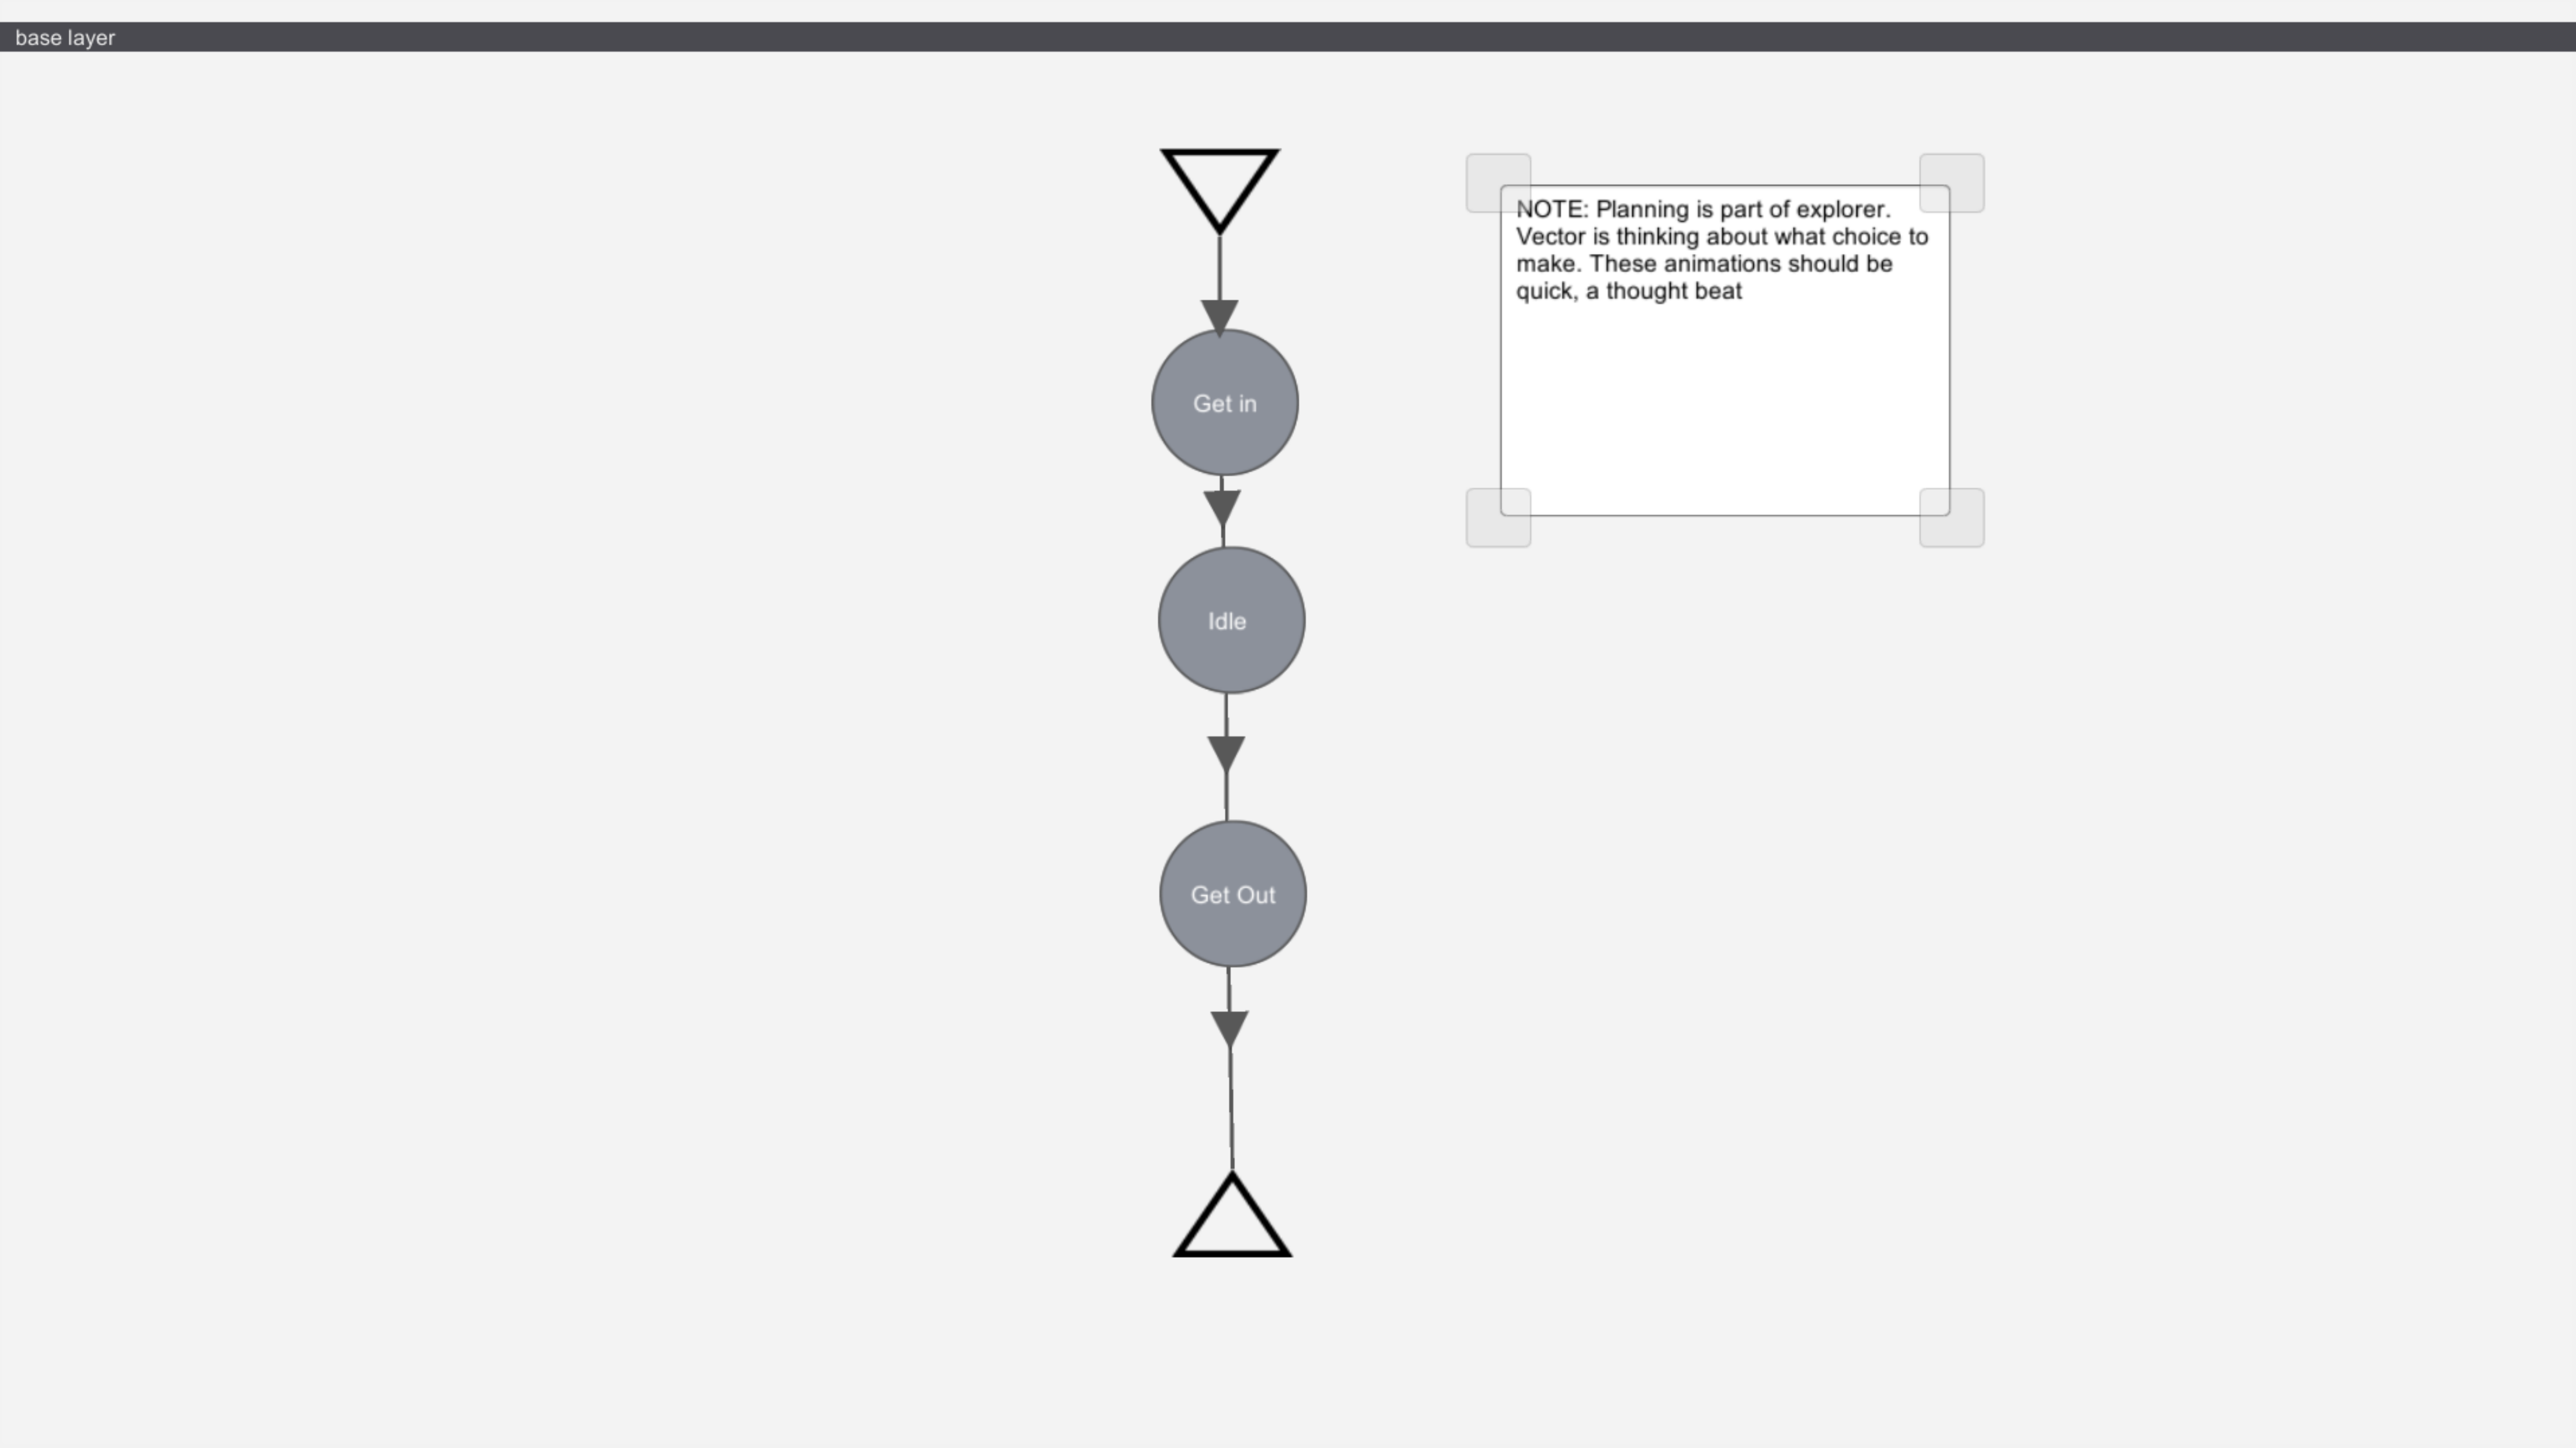 base layer
NOTE: Planning is part of explorer.
Vector is thinking about what choice to
make. These animations should be
quick, a thought beat
Get in
Idle
Get Out